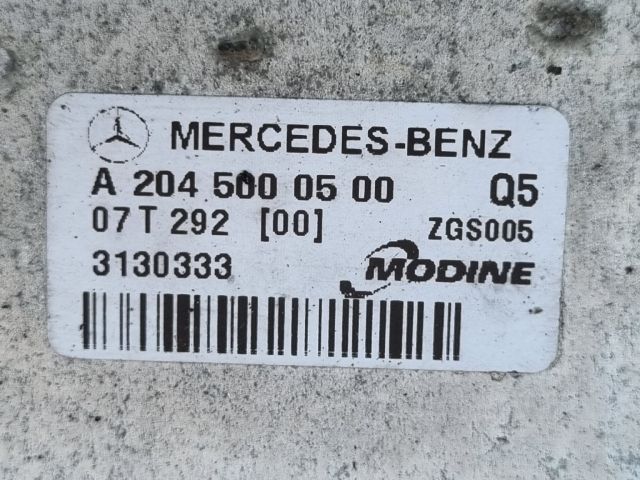 MERCEDES-BENZ
A 204 500 05 00 Q5
07 T 292 [00] ZGS005
3130333 MODINE